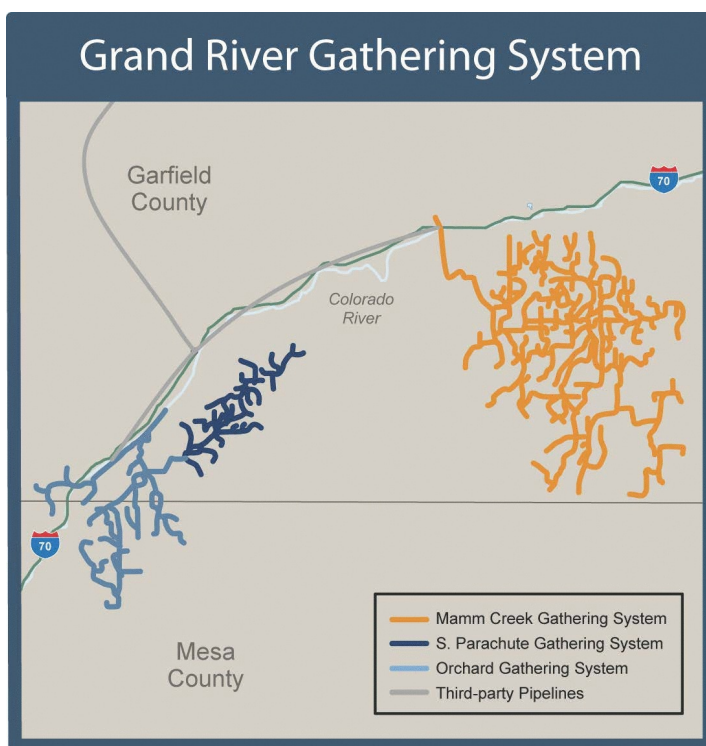 Grand River Gathering System
70
Garfield
County
Colorado
River
70
Mamm Creek Gathering System
S. Parachute Gathering System
Orchard Gathering System
Third-party Pipelines
Mesa
County